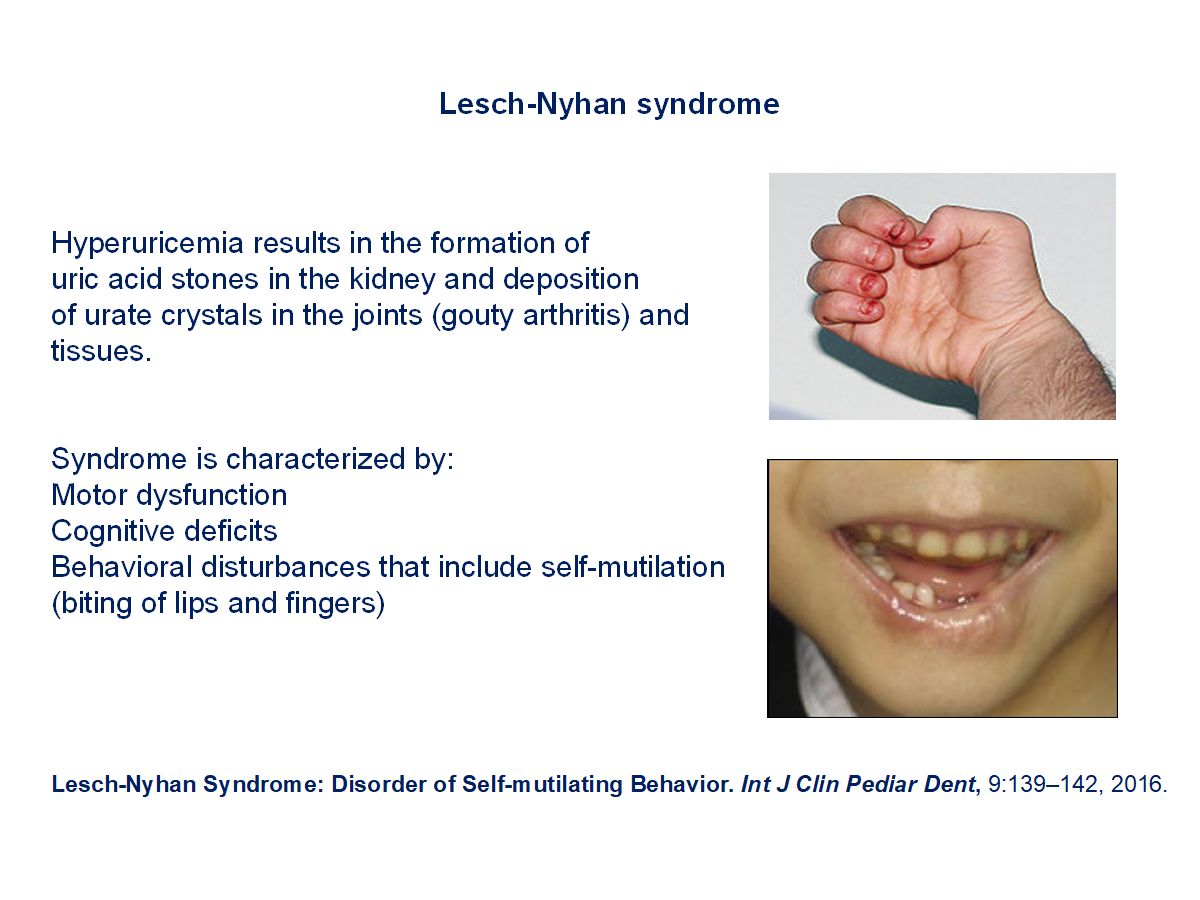 Lesch-Nyhan syndrome
Hyperuricemia results in the formation of
uric acid stones in the kidney and deposition
of urate crystals in the joints (gouty arthritis) and
tissues.
Syndrome is characterized by:
Motor dysfunction
Cognitive deficits
Behavioral disturbances that include self-mutilation
(biting of lips and fingers)
Lesch-Nyhan Syndrome: Disorder of Self-mutilating Behavior. Int J Clin Pediar Dent, 9:139–142, 2016.